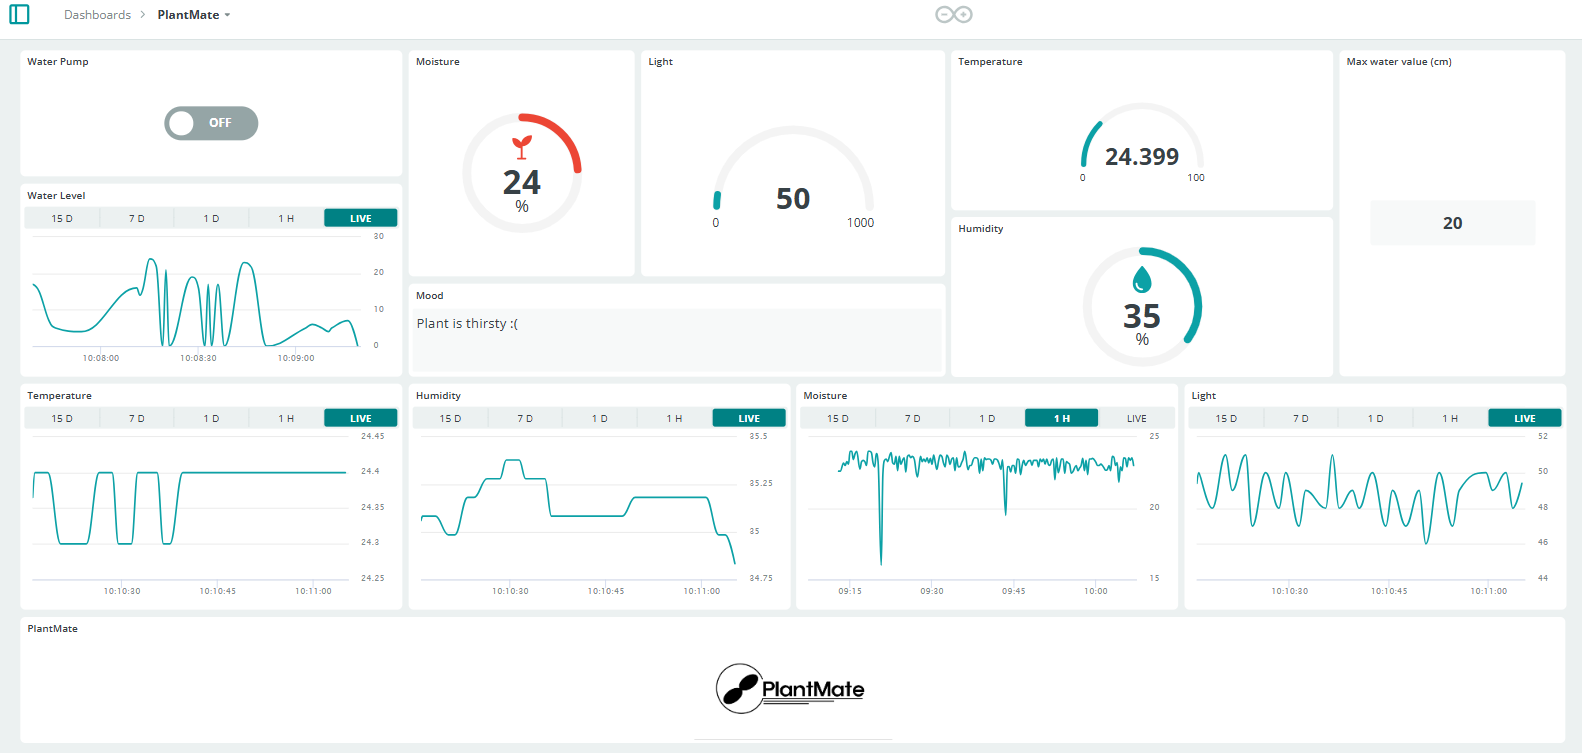 Dashboards > PlantMate
Water Pump
OFF
Moisture
24
%
Light
50
0
1000
Temperature
24.399
0
100
Max water value (cm)
20
Water Level
15 D 7 D 1 D 1 H LIVE
30
20
10
0
10:08:00 10:08:30 10:09:00
Mood
Plant is thirsty :(
Humidity
35
%
Temperature
15 D 7 D 1 D 1 H LIVE
24.45
24.4
24.35
24.3
24.25
10:10:30 10:10:45 10:11:00
Humidity
15 D 7 D 1 D 1 H LIVE
35.5
35.25
35
34.75
10:10:30 10:10:45 10:11:00
Moisture
15 D 7 D 1 D 1 H LIVE
25
20
15
09:15 09:30 09:45 10:00
Light
15 D 7 D 1 D 1 H LIVE
52
50
48
46
44
10:10:30 10:10:45 10:11:00
PlantMate
PlantMate